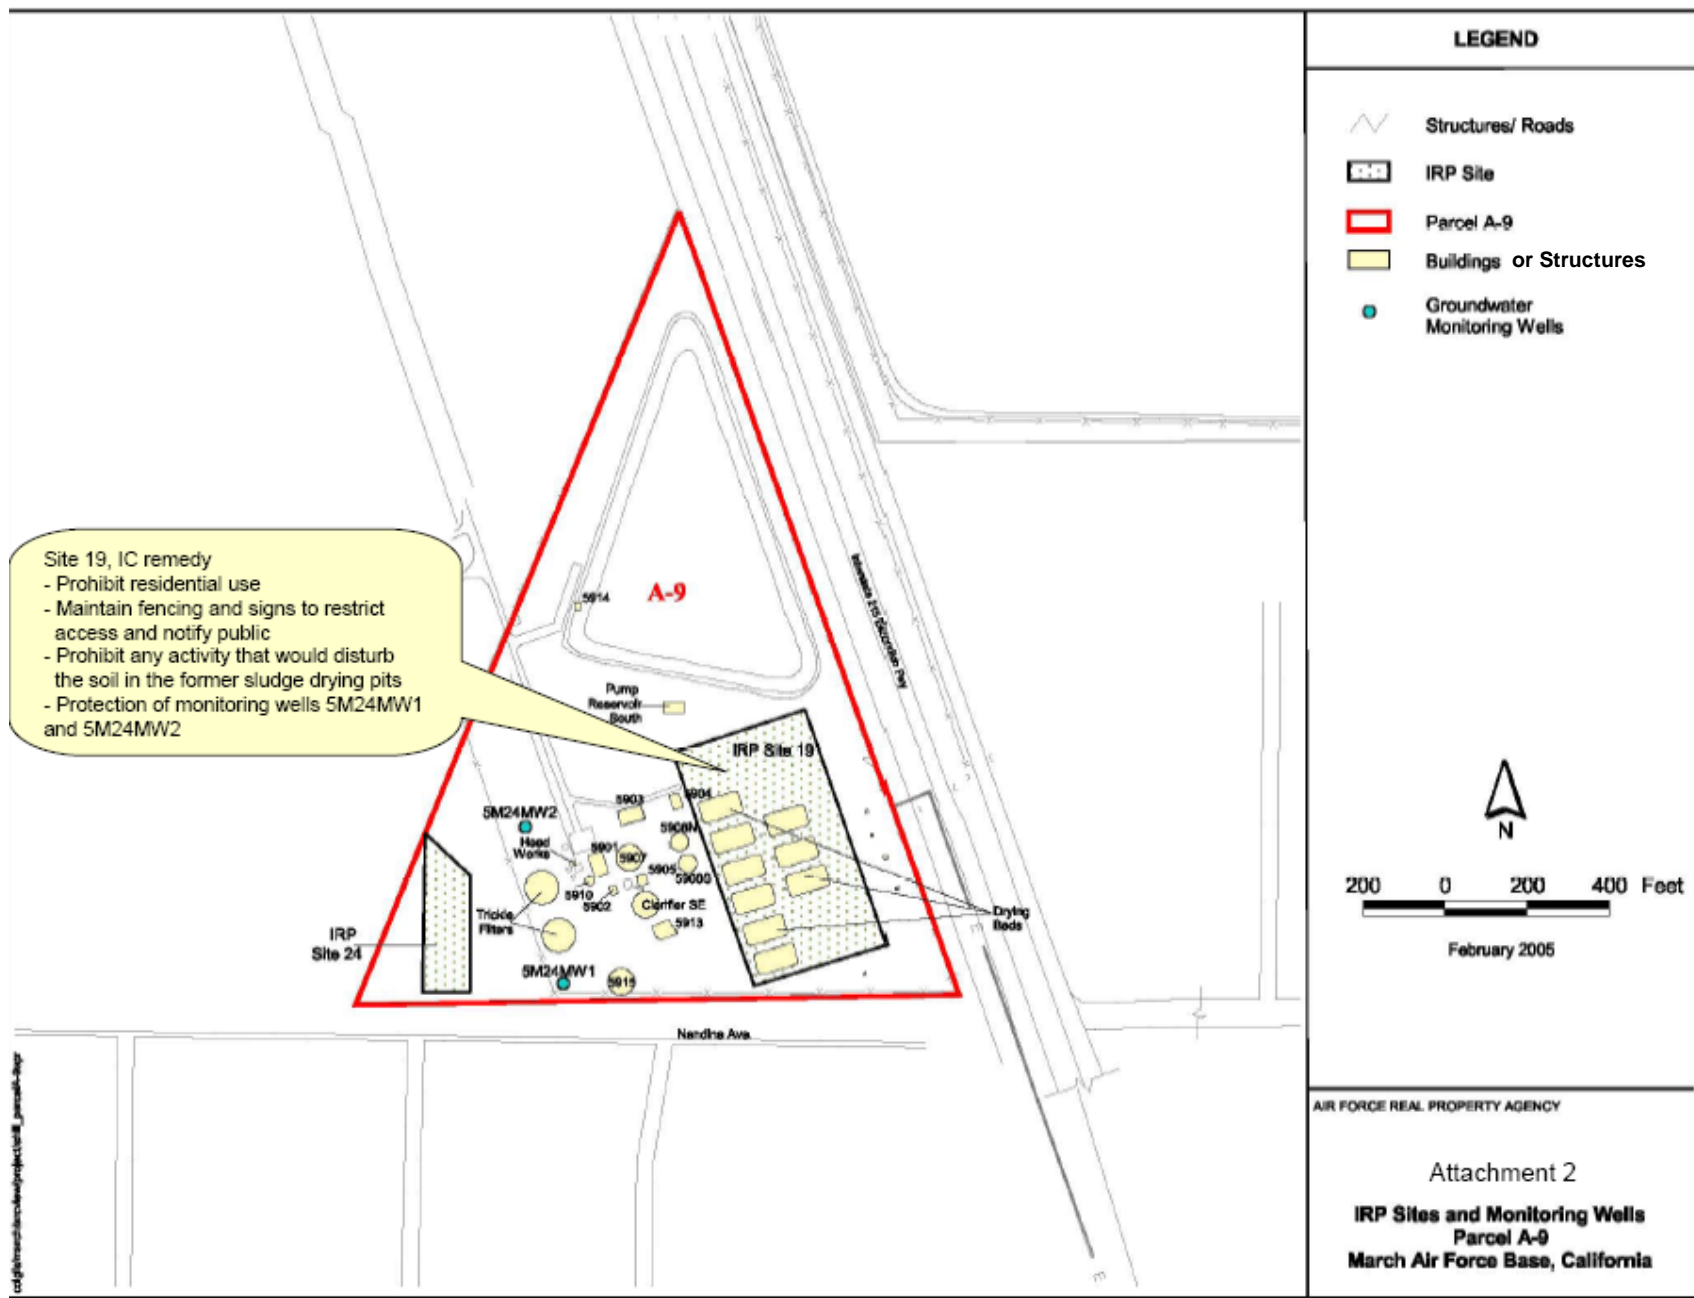 LEGEND
Structures/ Roads
IRP Site
Parcel A-9
Buildings or Structures
Groundwater
Monitoring Wells
Site 19, IC remedy
- Prohibit residential use
- Maintain fencing and signs to restrict
access and notify public
- Prohibit any activity that would disturb
the soil in the former sludge drying pits
- Protection of monitoring wells 5M24MW1
and 5M24MW2
A-9
5914
Interstate 215 Escondido Fwy
Pump
Reservoir
South
IRP Site 19
5903
5904
5M24MW2
Head
Works
5901
5907
5908N
5905
5910
5902
Clarifier SE
5913
Trickle
Filters
Drying
Beds
IRP
Site 24
5M24MW1
5915
Nandina Ave.
N
200 0 200 400 Feet
February 2005
AIR FORCE REAL PROPERTY AGENCY
Attachment 2
IRP Sites and Monitoring Wells
Parcel A-9
March Air Force Base, California